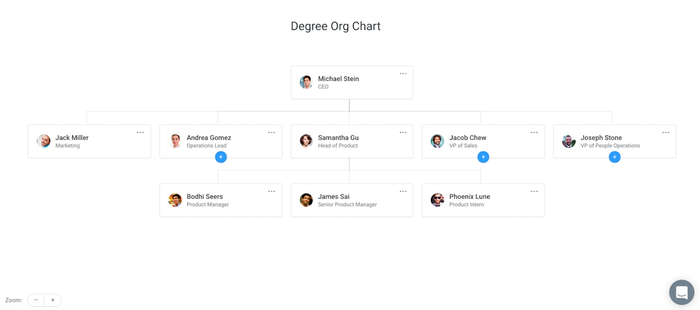 Degree Org Chart
Michael Stein
CEO
Jack Miller
Marketing
Andrea Gomez
Operations Lead
Samantha Gu
Head of Product
Jacob Chew
VP of Sales
Joseph Stone
VP of People Operations
Bodhi Seers
Product Manager
James Sai
Senior Product Manager
Phoenix Lune
Product Intern
Zoom: − +